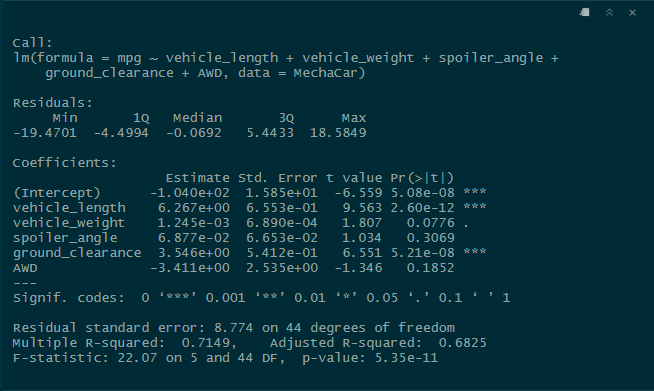 Call:
lm(formula = mpg ~ vehicle_length + vehicle_weight + spoiler_angle +
    ground_clearance + AWD, data = MechaCar)

Residuals:
     Min       1Q   Median       3Q      Max
-19.4701  -4.4994  -0.0692   5.4433  18.5849

Coefficients:
                   Estimate Std. Error t value Pr(>|t|)
(Intercept)      -1.040e+02  1.585e+01  -6.559 5.08e-08 ***
vehicle_length    6.267e+00  6.553e-01   9.563 2.60e-12 ***
vehicle_weight    1.245e-03  6.890e-04   1.807   0.0776 .
spoiler_angle     6.877e-02  6.653e-02   1.034   0.3069
ground_clearance  3.546e+00  5.412e-01   6.551 5.21e-08 ***
AWD              -3.411e+00  2.535e+00  -1.346   0.1852
---
Signif. codes:  0 ‘***’ 0.001 ‘**’ 0.01 ‘*’ 0.05 ‘.’ 0.1 ‘ ’ 1

Residual standard error: 8.774 on 44 degrees of freedom
Multiple R-squared:  0.7149,    Adjusted R-squared:  0.6825
F-statistic: 22.07 on 5 and 44 DF,  p-value: 5.35e-11